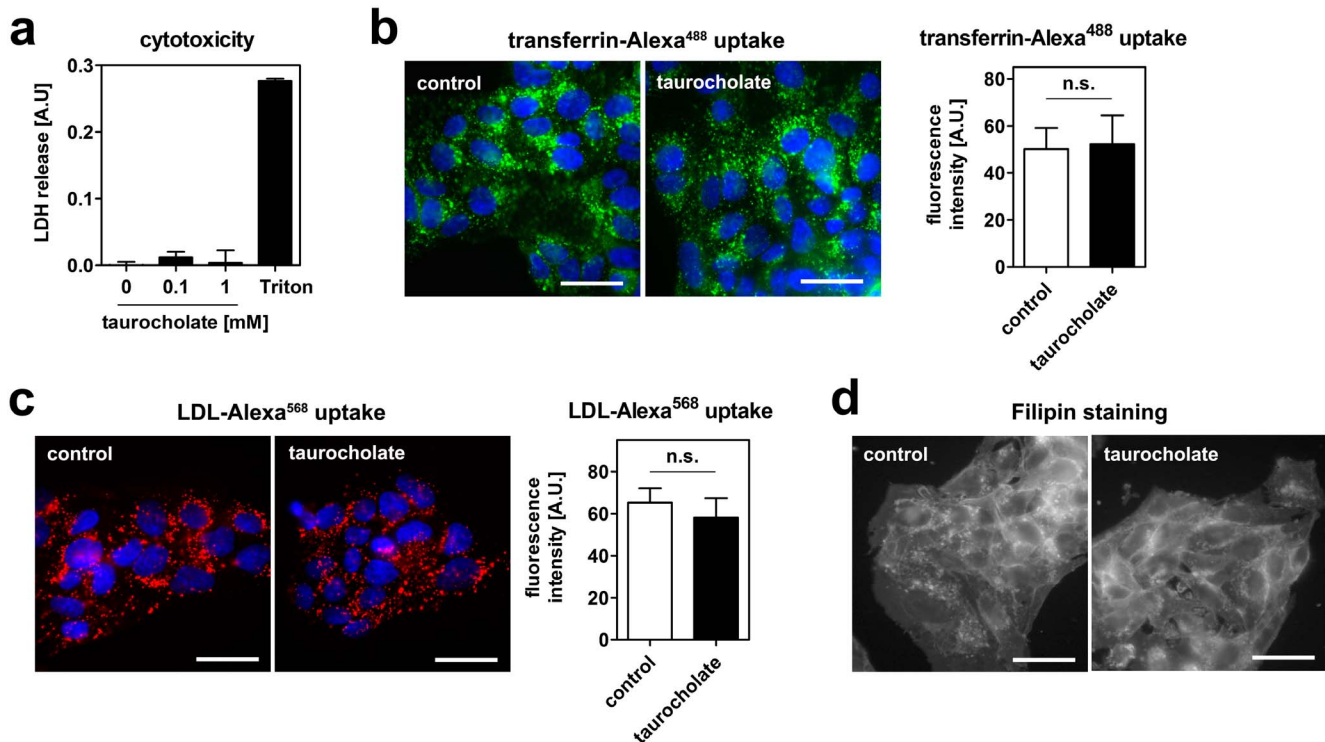 a
cytotoxicity
LDH release [A.U]
0.3
0.2
0.1
0.0
0 0.1 1 Triton
taurocholate [mM]
b
transferrin-Alexa⁴⁸⁸ uptake
control
taurocholate
transferrin-Alexa⁴⁸⁸ uptake
fluorescence
intensity [A.U.]
80
60
40
20
0
n.s.
control
taurocholate
c
LDL-Alexa⁵⁶⁸ uptake
control
taurocholate
LDL-Alexa⁵⁶⁸ uptake
fluorescence
intensity [A.U.]
80
60
40
60
0
n.s.
control
taurocholate
d
Filipin staining
control
taurocholate